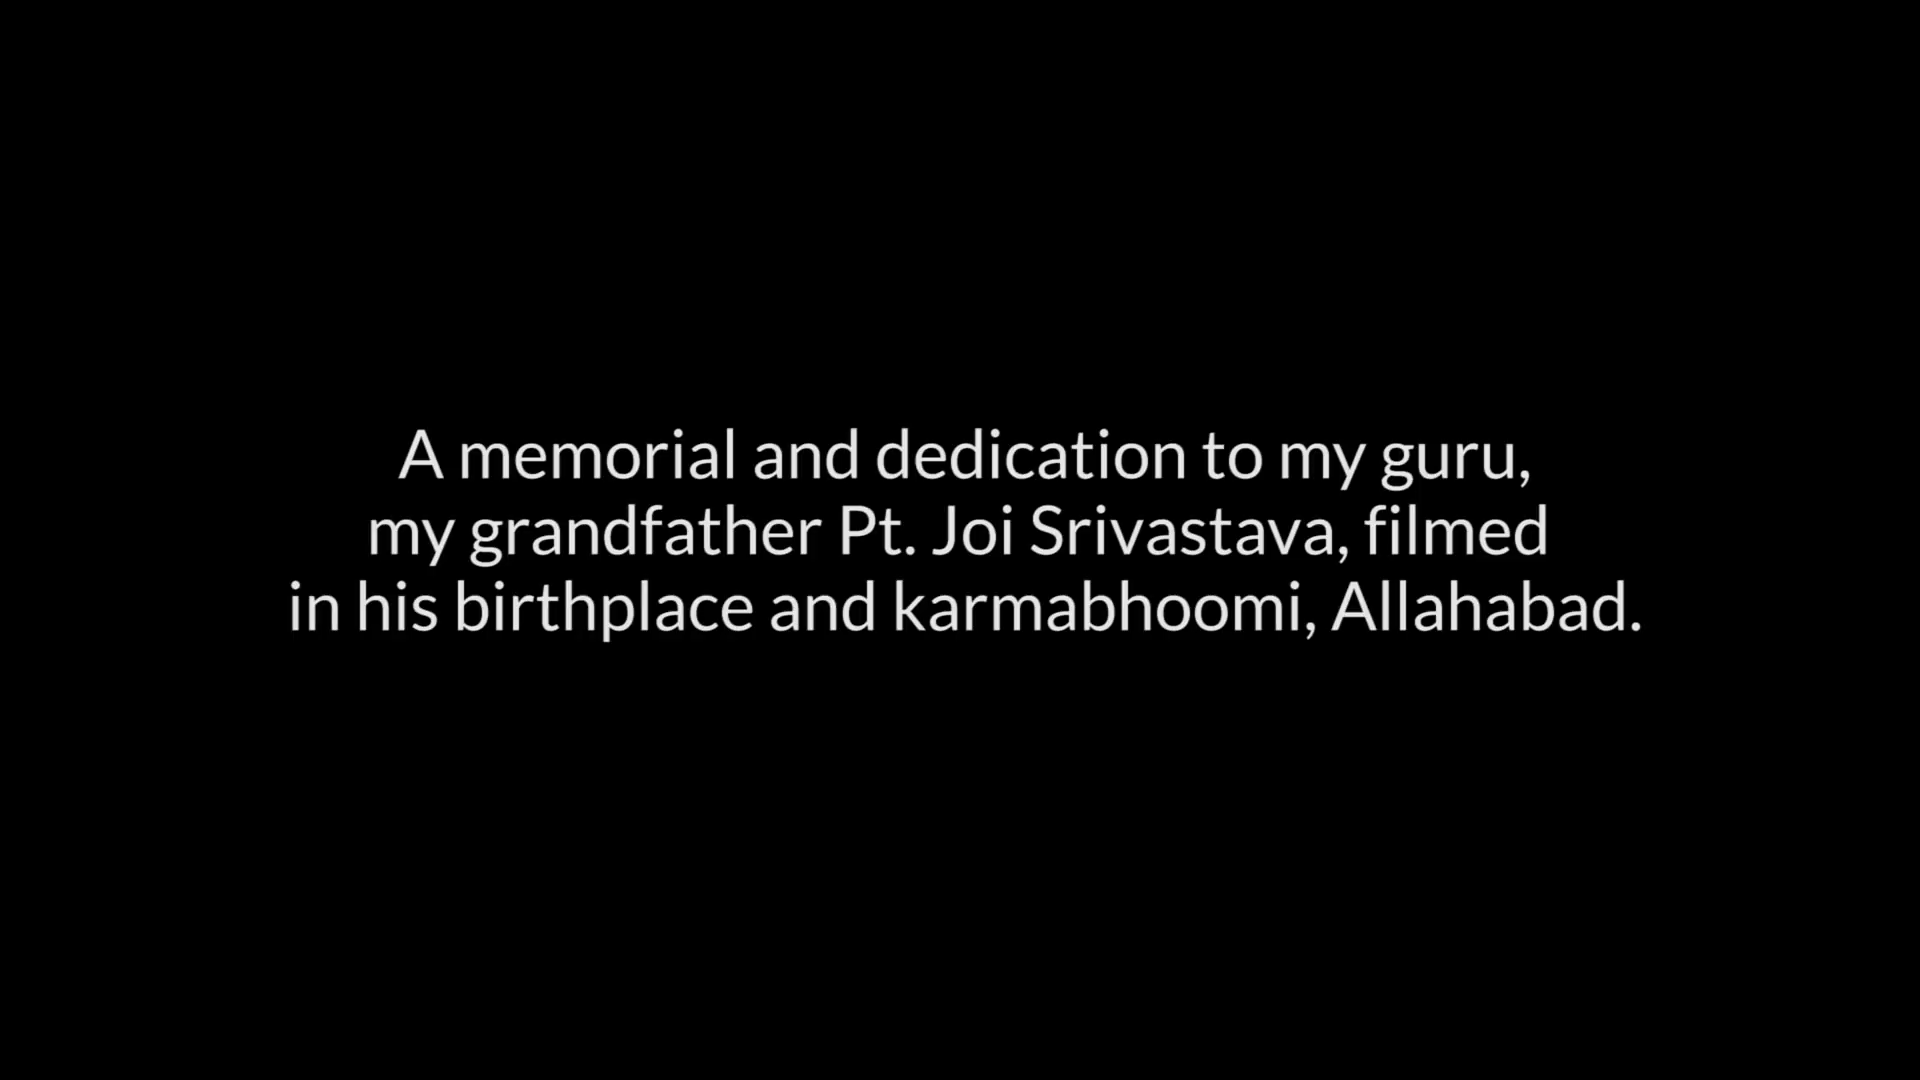 A memorial and dedication to my guru,
my grandfather Pt. Joi Srivastava, filmed
in his birthplace and karmabhoomi, Allahabad.